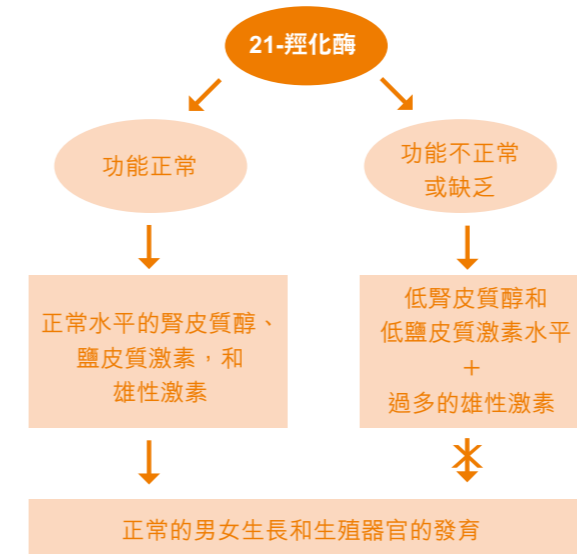 21-羥化酶
功能正常
功能不正常
或缺乏
正常水平的腎皮質醇、
鹽皮質激素，和
雄性激素
低腎皮質醇和
低鹽皮質激素水平
+
過多的雄性激素
正常的男女生長和生殖器官的發育